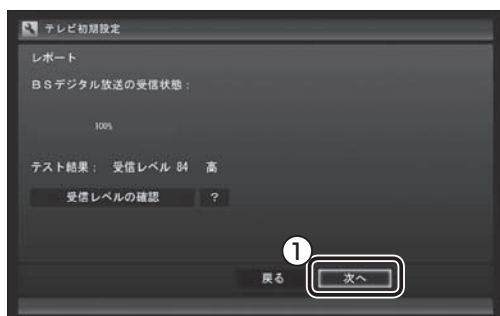 テレビ初期設定
レポート
BSデジタル放送の受信状態：
100%
テスト結果： 受信レベル 84 高
受信レベルの確認 ?
①
戻る 次へ